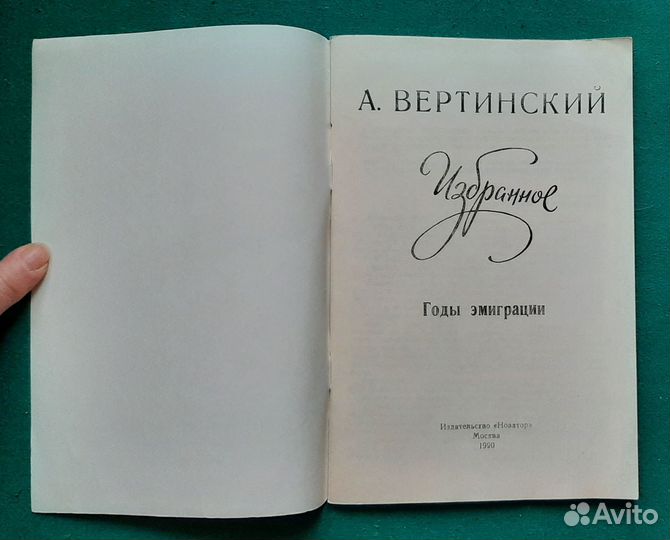 А. ВЕРТИНСКИЙ
Избранное
Годы эмиграции
Издательство «Новатор»
Москва
1990
Avito